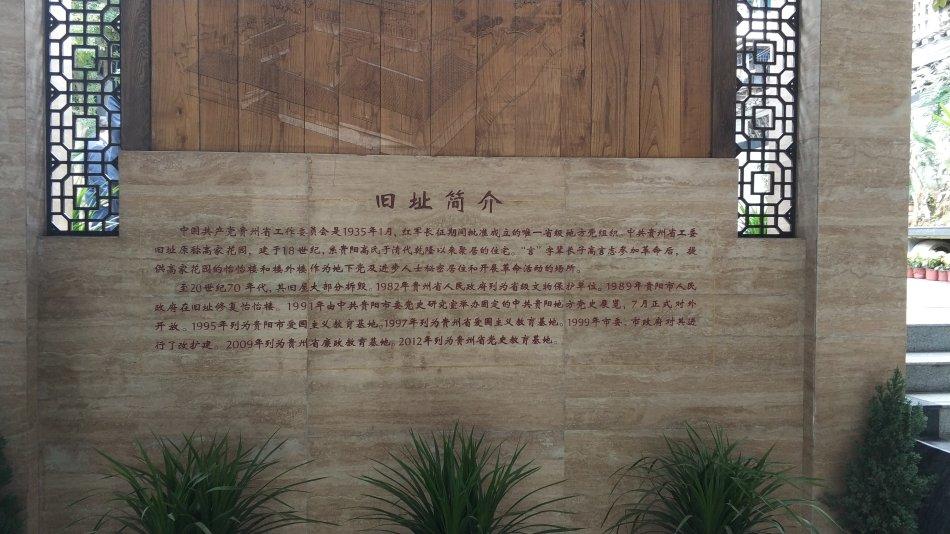 旧址简介
中国共产党贵州省工作委员会是1935年1月，红军长征期间批准成立的唯一省级地方党组织。中共贵州省工委
旧址原称高家花园，建于18世纪，系贵阳高氏于清代乾隆以来聚居的住宅。“言”字辈长子高言志参加革命后，提
供高家花园的怡怡楼和楼外楼作为地下党及进步人士秘密居住和开展革命活动的场所。
至20世纪70年代，其旧屋大部份拆毁。1982年贵州省人民政府列为省级文物保护单位。1989年贵阳市人民
政府在旧址修复怡怡楼。1991年由中共贵阳市委党史研究室举办固定的中共贵阳地方党史展览，7月正式对外
开放。1995年列为贵阳市爱国主义教育基地。1997年列为贵州省爱国主义教育基地。1999年市委、市政府对其进
行了改扩建。2009年列为贵州省廉政教育基地。2012年列为贵州省党史教育基地。